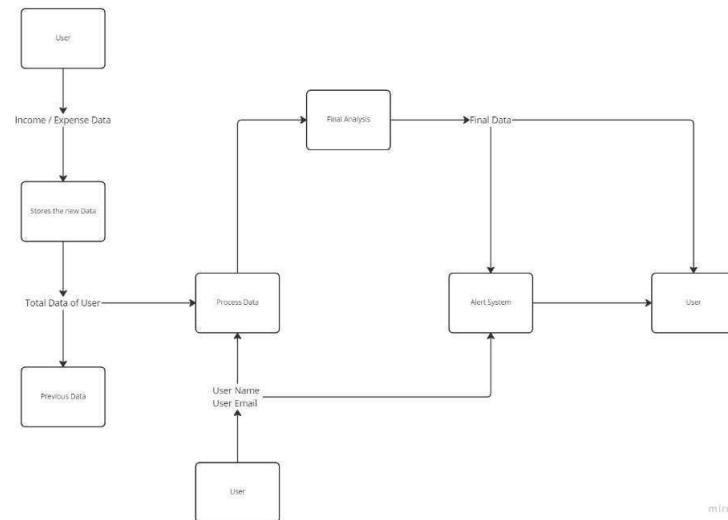 User
Income / Expense Data
Final Analysis
Final Data
Stores the new Data
Total Data of User
Process Data
Alert System
User
Previous Data
User Name
User Email
User